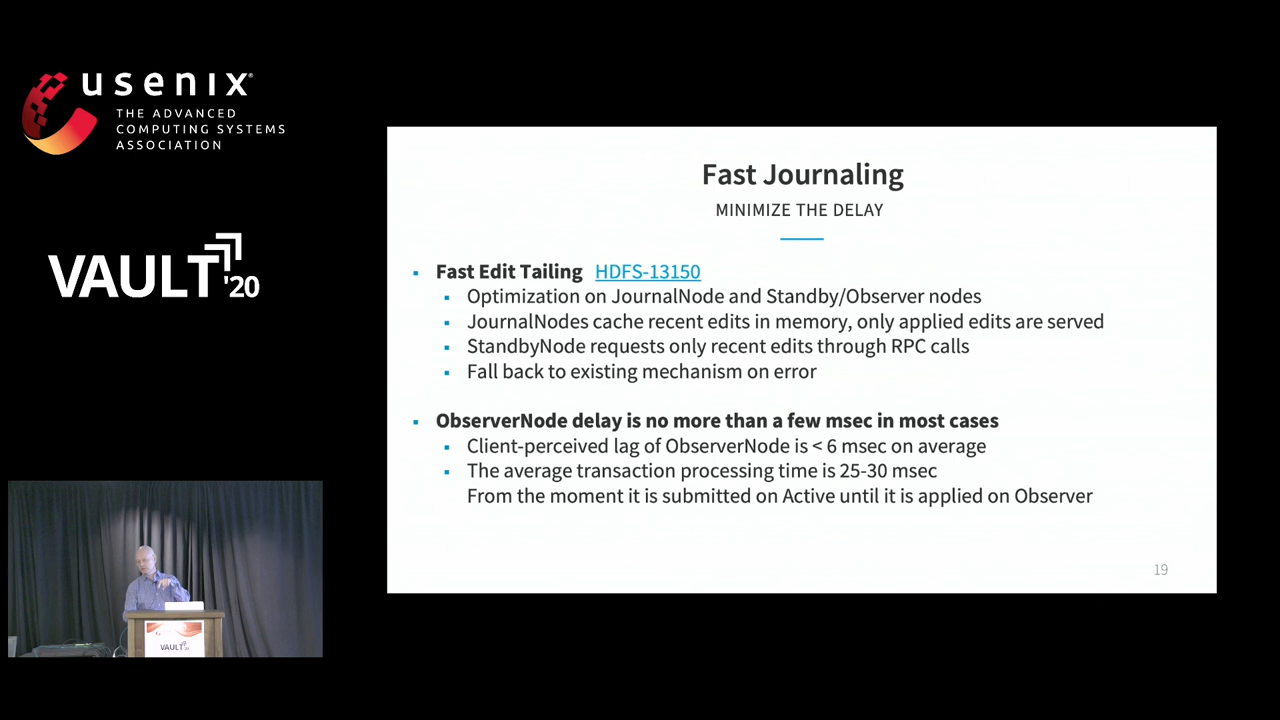 usenix®
THE ADVANCED
COMPUTING SYSTEMS
ASSOCIATION
VAULT '20
Fast Journaling
MINIMIZE THE DELAY
▪ Fast Edit Tailing HDFS-13150
▪ Optimization on JournalNode and Standby/Observer nodes
▪ JournalNodes cache recent edits in memory, only applied edits are served
▪ StandbyNode requests only recent edits through RPC calls
▪ Fall back to existing mechanism on error
▪ ObserverNode delay is no more than a few msec in most cases
▪ Client-perceived lag of ObserverNode is < 6 msec on average
▪ The average transaction processing time is 25-30 msec
From the moment it is submitted on Active until it is applied on Observer
19
VAULT '20